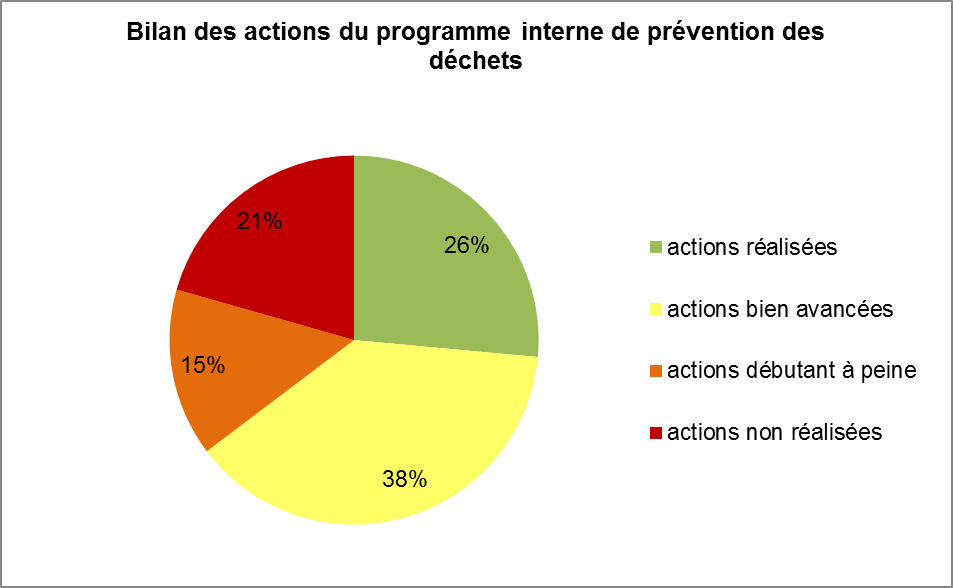 Bilan des actions du programme interne de prévention des
déchets
21%
26%
15%
38%
actions réalisées
actions bien avancées
actions débutant à peine
actions non réalisées